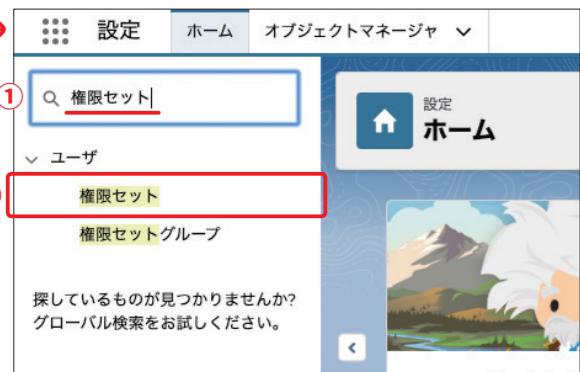 設定 ホーム オブジェクトマネージャ
① 権限セット
設定
ホーム
ユーザ
権限セット
権限セットグループ
探しているものが見つかりませんか?
グローバル検索をお試しください。